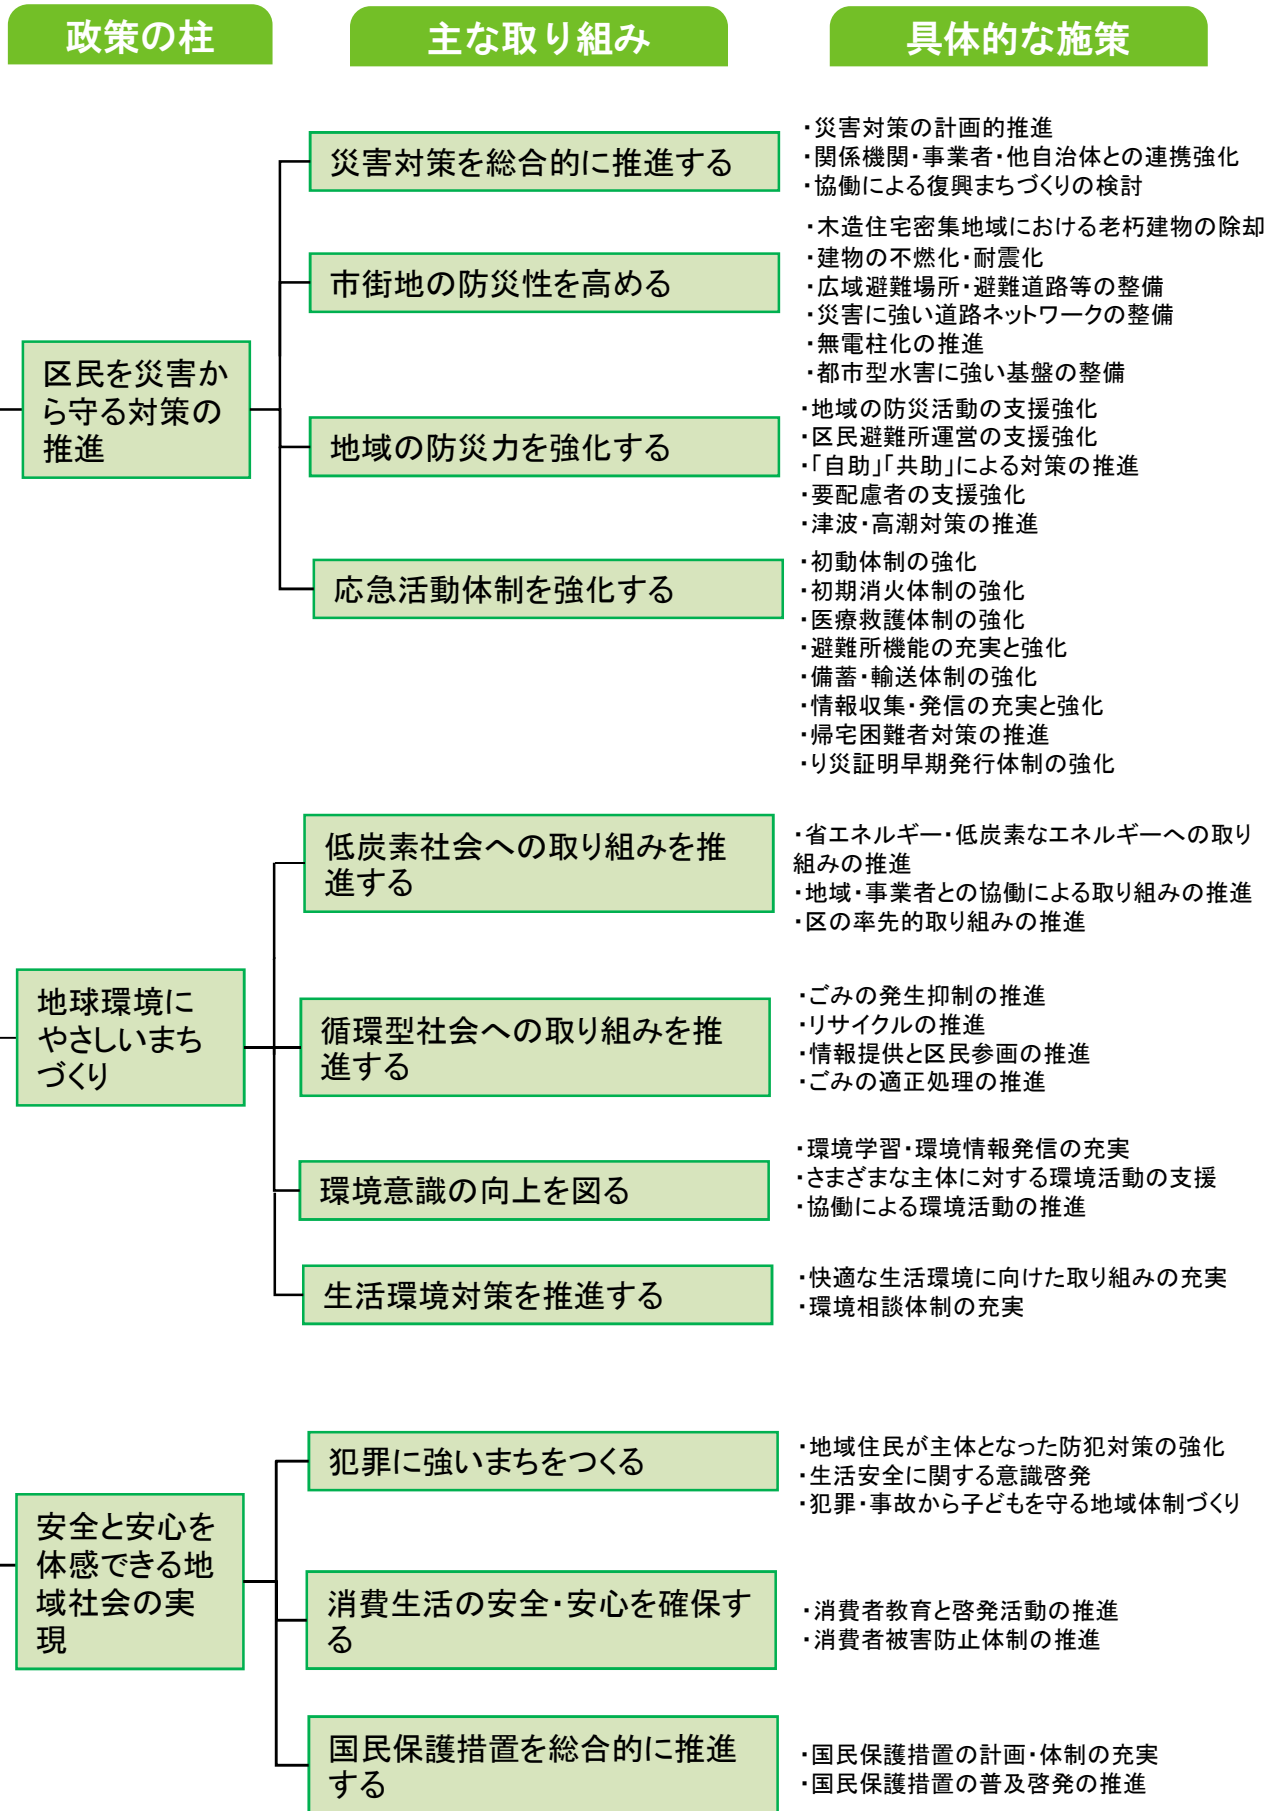 政策の柱
主な取り組み
具体的な施策
区民を災害か
ら守る対策の
推進
災害対策を総合的に推進する
・災害対策の計画的推進
・関係機関・事業者・他自治体との連携強化
・協働による復興まちづくりの検討
市街地の防災性を高める
・木造住宅密集地域における老朽建物の除却
・建物の不燃化・耐震化
・広域避難場所・避難道路等の整備
・災害に強い道路ネットワークの整備
・無電柱化の推進
・都市型水害に強い基盤の整備
地域の防災力を強化する
・地域の防災活動の支援強化
・区民避難所運営の支援強化
・「自助」「共助」による対策の推進
・要配慮者の支援強化
・津波・高潮対策の推進
応急活動体制を強化する
・初動体制の強化
・初期消火体制の強化
・医療救護体制の強化
・避難所機能の充実と強化
・備蓄・輸送体制の強化
・情報収集・発信の充実と強化
・帰宅困難者対策の推進
・り災証明早期発行体制の強化
地球環境に
やさしいまち
づくり
低炭素社会への取り組みを推
進する
・省エネルギー・低炭素なエネルギーへの取り
組みの推進
・地域・事業者との協働による取り組みの推進
・区の率先的取り組みの推進
循環型社会への取り組みを推
進する
・ごみの発生抑制の推進
・リサイクルの推進
・情報提供と区民参画の推進
・ごみの適正処理の推進
環境意識の向上を図る
・環境学習・環境情報発信の充実
・さまざまな主体に対する環境活動の支援
・協働による環境活動の推進
生活環境対策を推進する
・快適な生活環境に向けた取り組みの充実
・環境相談体制の充実
安全と安心を
体感できる地
域社会の実
現
犯罪に強いまちをつくる
・地域住民が主体となった防犯対策の強化
・生活安全に関する意識啓発
・犯罪・事故から子どもを守る地域体制づくり
消費生活の安全・安心を確保す
る
・消費者教育と啓発活動の推進
・消費者被害防止体制の推進
国民保護措置を総合的に推進
する
・国民保護措置の計画・体制の充実
・国民保護措置の普及啓発の推進